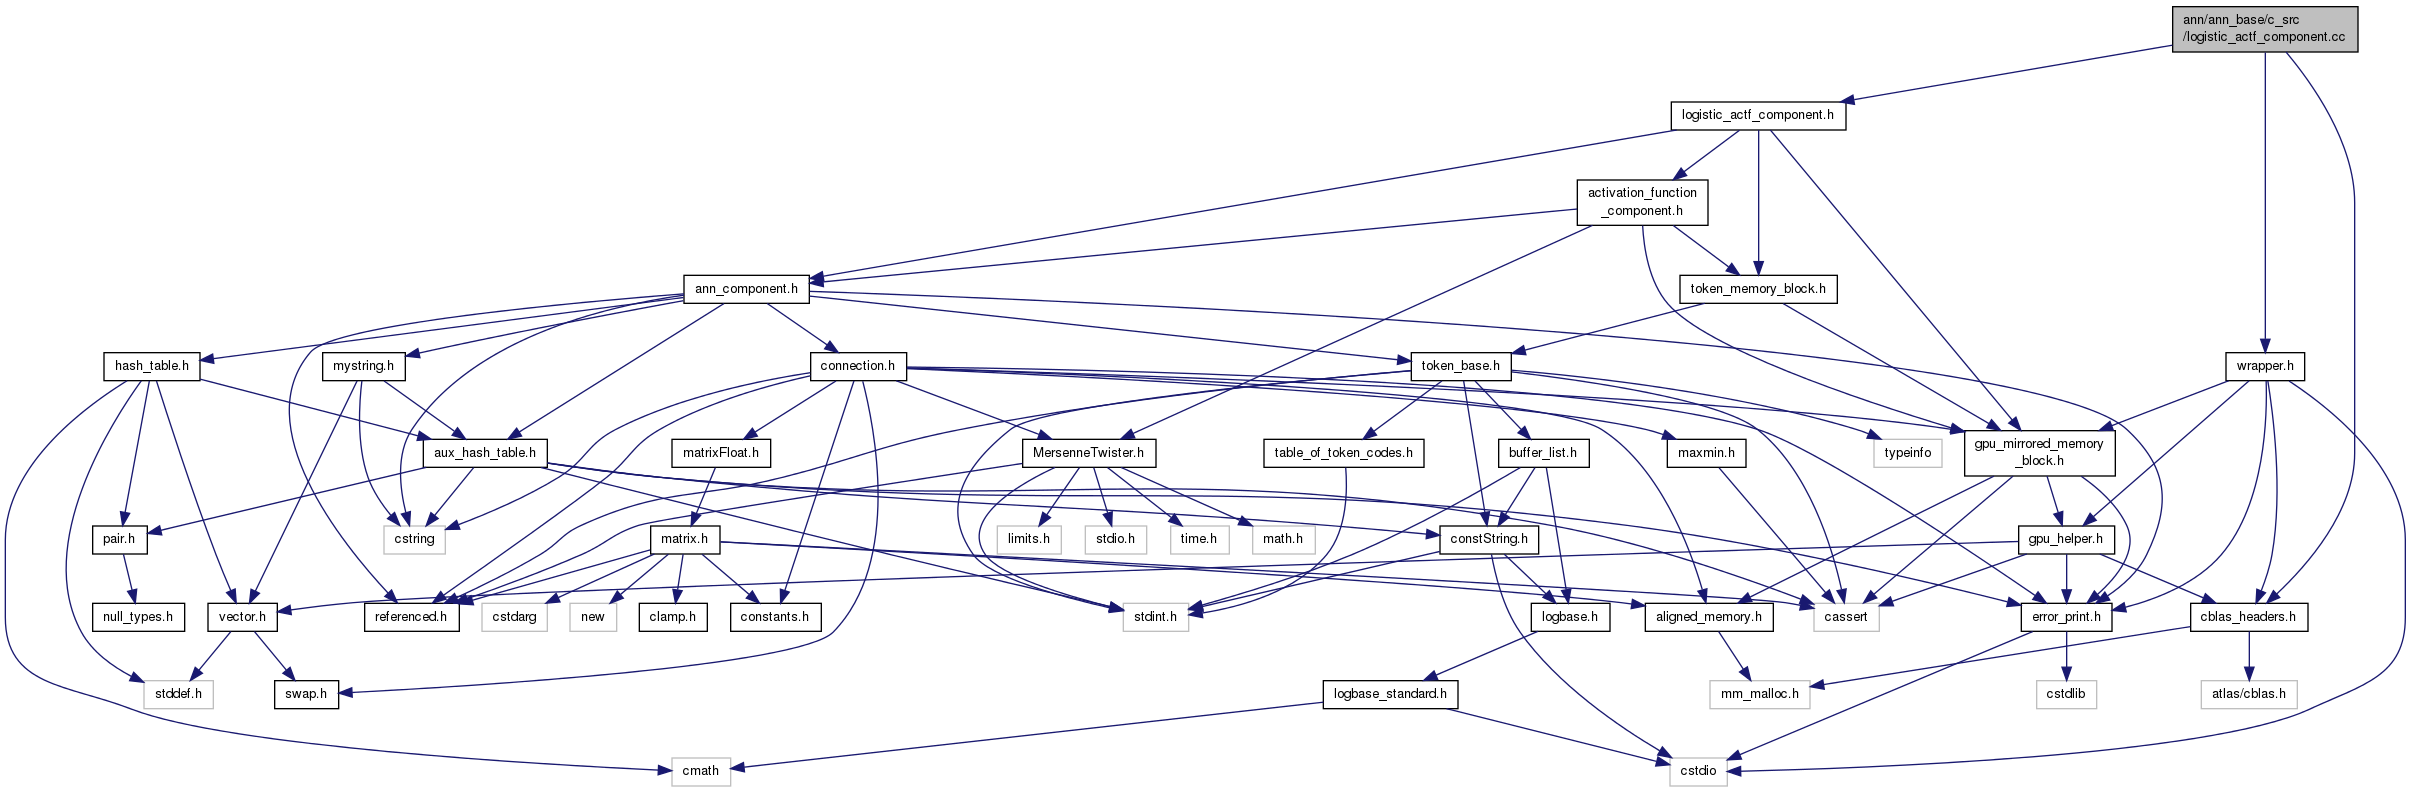 ann/ann_base/c_src
/logistic_actf_component.cc
logistic_actf_component.h
activation_function
_component.h
ann_component.h
token_memory_block.h
hash_table.h
mystring.h
connection.h
token_base.h
wrapper.h
aux_hash_table.h
matrixFloat.h
MersenneTwister.h
table_of_token_codes.h
buffer_list.h
maxmin.h
typeinfo
gpu_mirrored_memory
_block.h
pair.h
cstring
matrix.h
limits.h
stdio.h
time.h
math.h
constString.h
gpu_helper.h
null_types.h
vector.h
referenced.h
cstdarg
new
clamp.h
constants.h
stdint.h
logbase.h
aligned_memory.h
cassert
error_print.h
cblas_headers.h
stddef.h
swap.h
logbase_standard.h
mm_malloc.h
cstdlib
atlas/cblas.h
cmath
cstdio